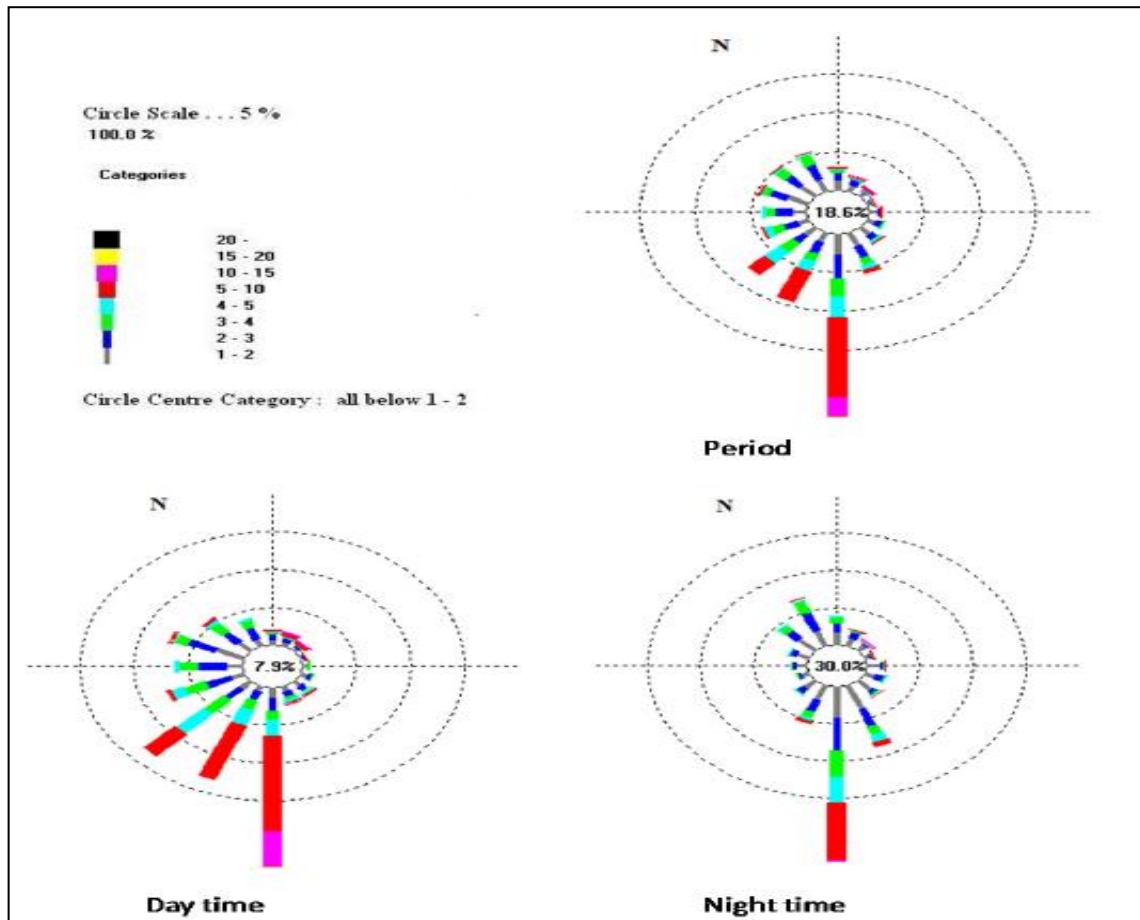 N
Circle Scale . . . 5 %
100.0 %
Categories
20 -
15 - 20
10 - 15
5 - 10
4 - 5
3 - 4
2 - 3
1 - 2
Circle Centre Category : all below 1 - 2
18.6%
Period
N
7.9%
Day time
N
30.0%
Night time